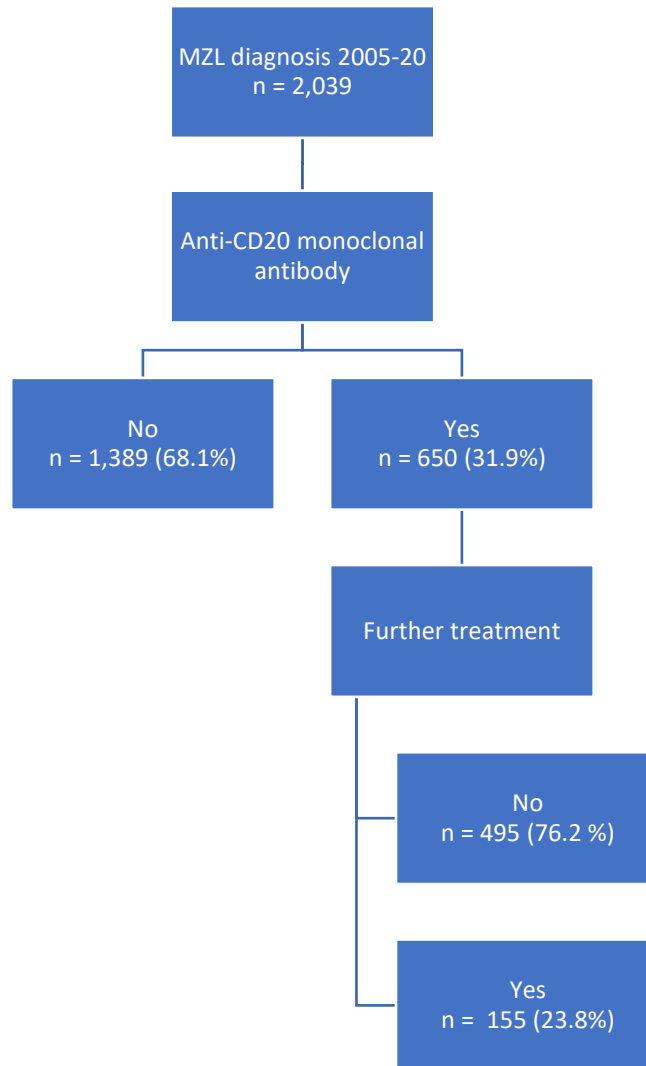 MZL diagnosis 2005-20
n = 2,039
Anti-CD20 monoclonal
antibody
No
n = 1,389 (68.1%)
Yes
n = 650 (31.9%)
Further treatment
No
n = 495 (76.2 %)
Yes
n =  155 (23.8%)